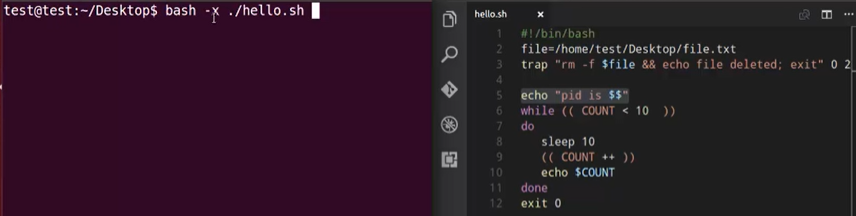 test@test:~/Desktop$ bash -x ./hello.sh
hello.sh
1 #!/bin/bash
2 file=/home/test/Desktop/file.txt
3 trap "rm -f $file && echo file deleted; exit" 0 2
4
5 echo "pid is $$"
6 while (( COUNT < 10  ))
7 do
8    sleep 10
9    (( COUNT ++ ))
10    echo $COUNT
11 done
12 exit 0